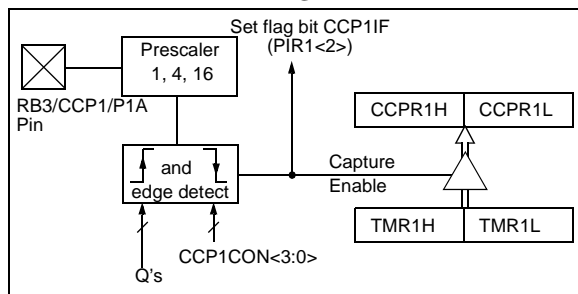 Set flag bit CCP1IF
(PIR1<2>)
Prescaler
1, 4, 16
RB3/CCP1/P1A
Pin
CCPR1H
CCPR1L
and
edge detect
Capture
Enable
TMR1H
TMR1L
CCP1CON<3:0>
Q's